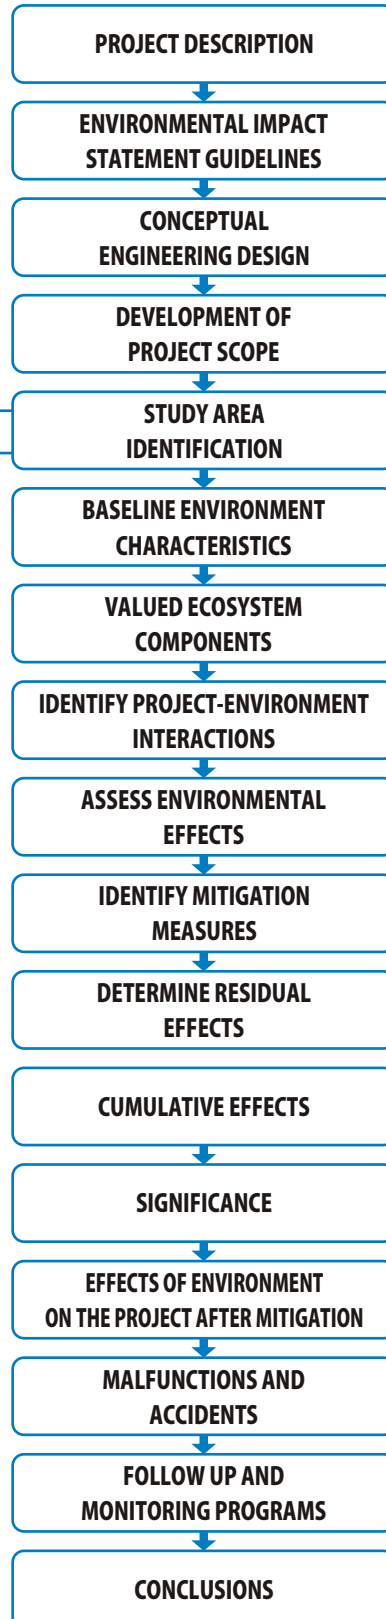 PROJECT DESCRIPTION
ENVIRONMENTAL IMPACT
STATEMENT GUIDELINES
CONCEPTUAL
ENGINEERING DESIGN
DEVELOPMENT OF
PROJECT SCOPE
STUDY AREA
IDENTIFICATION
BASELINE ENVIRONMENT
CHARACTERISTICS
VALUED ECOSYSTEM
COMPONENTS
IDENTIFY PROJECT-ENVIRONMENT
INTERACTIONS
ASSESS ENVIRONMENTAL
EFFECTS
IDENTIFY MITIGATION
MEASURES
DETERMINE RESIDUAL
EFFECTS
CUMULATIVE EFFECTS
SIGNIFICANCE
EFFECTS OF ENVIRONMENT
ON THE PROJECT AFTER MITIGATION
MALFUNCTIONS AND
ACCIDENTS
FOLLOW UP AND
MONITORING PROGRAMS
CONCLUSIONS